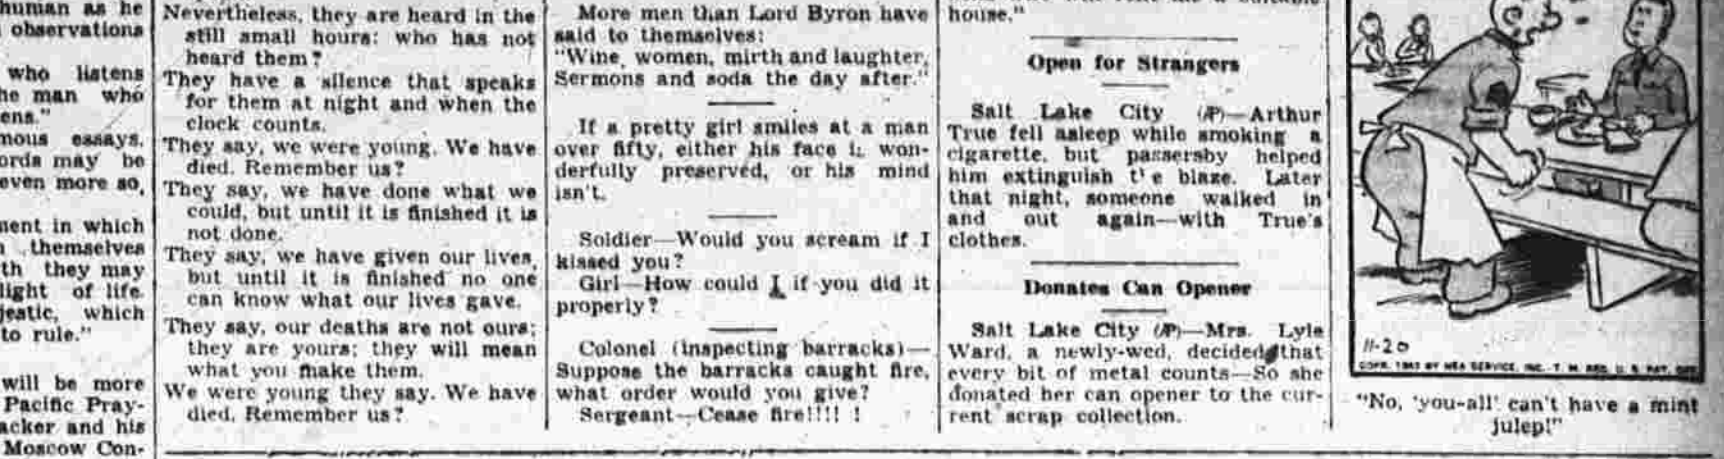 human as he
observations
who listens
he man who
ens."
mous essays.
ords may be
even more so,
ment in which
themselves
th they may
light of life.
jestic, which
to rule."
will be more
Pacific Pray-
acker and his
Moscow Con-
Nevertheless, they are heard in the
still small hours: who has not
heard them?
They have a silence that speaks
for them at night and when the
clock counts.
They say, we were young. We have
died. Remember us?
They say, we have done what we
could, but until it is finished it is
not done.
They say, we have given our lives,
but until it is finished no one
can know what our lives gave.
They say, our deaths are not ours;
they are yours; they will mean
what you make them.
We were young they say. We have
died. Remember us?
More men than Lord Byron have
said to themselves:
"Wine, women, mirth and laughter,
Sermons and soda the day after."
If a pretty girl smiles at a man
over fifty, either his face is won-
derfully preserved, or his mind
isn't.
Soldier—Would you scream if I
kissed you?
Girl—How could I if you did it
properly?
Colonel (inspecting barracks)—
Suppose the barracks caught fire,
what order would you give?
Sergeant—Cease fire!!!! !
house."
Open for Strangers
Salt Lake City (AP)—Arthur
True fell asleep while smoking a
cigarette, but passersby helped
him extinguish the blaze. Later
that night, someone walked in
and out again—with True's
clothes.
Donates Can Opener
Salt Lake City (AP)—Mrs. Lyle
Ward, a newly-wed, decided that
every bit of metal counts—So she
donated her can opener to the cur-
rent scrap collection.
11-20
COPR. 1943 BY NEA SERVICE, INC. T. M. REG. U. S. PAT. OFF.
"No, 'you-all' can't have a mint
julep!"